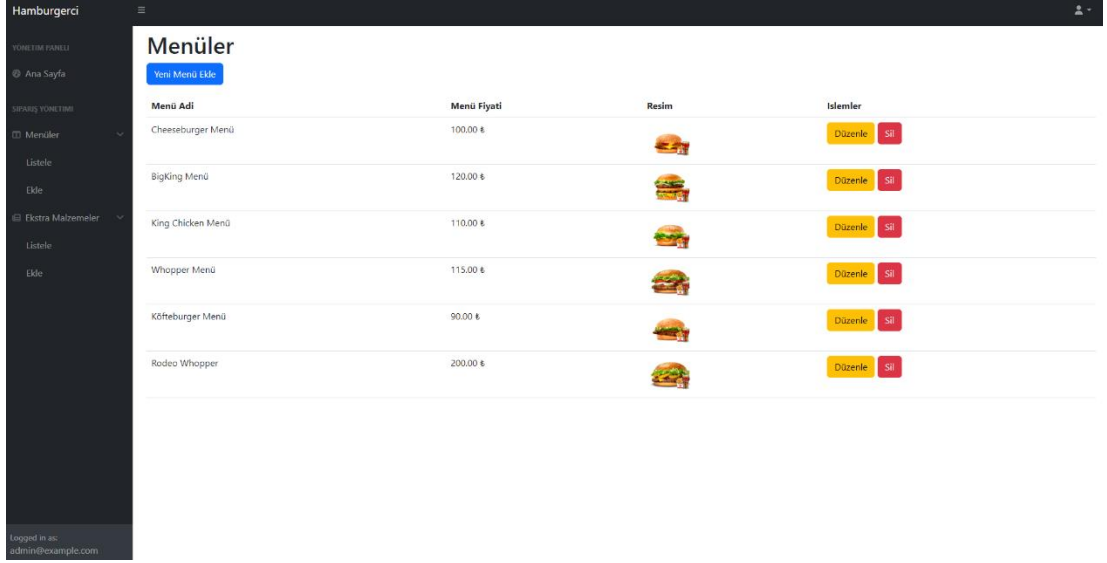 Hamburgerci
YÖNETIM PANELI
Ana Sayfa
SIPARIŞ YÖNETIMI
Menüler
Listele
Ekle
Ekstra Malzemeler
Listele
Ekle
Logged in as:
admin@example.com
Menüler
Yeni Menü Ekle
Menü Adi Menü Fiyati Resim Islemler
Cheeseburger Menü 100.00 ₺ Düzenle Sil
BigKing Menü 120.00 ₺ Düzenle Sil
King Chicken Menü 110.00 ₺ Düzenle Sil
Whopper Menü 115.00 ₺ Düzenle Sil
Köfteburger Menü 90.00 ₺ Düzenle Sil
Rodeo Whopper 200.00 ₺ Düzenle Sil